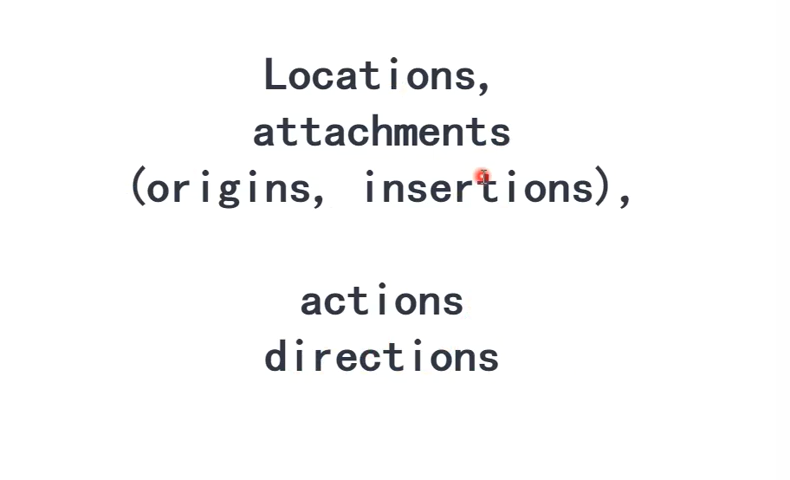 Locations,
attachments
(origins, insertions),
actions
directions